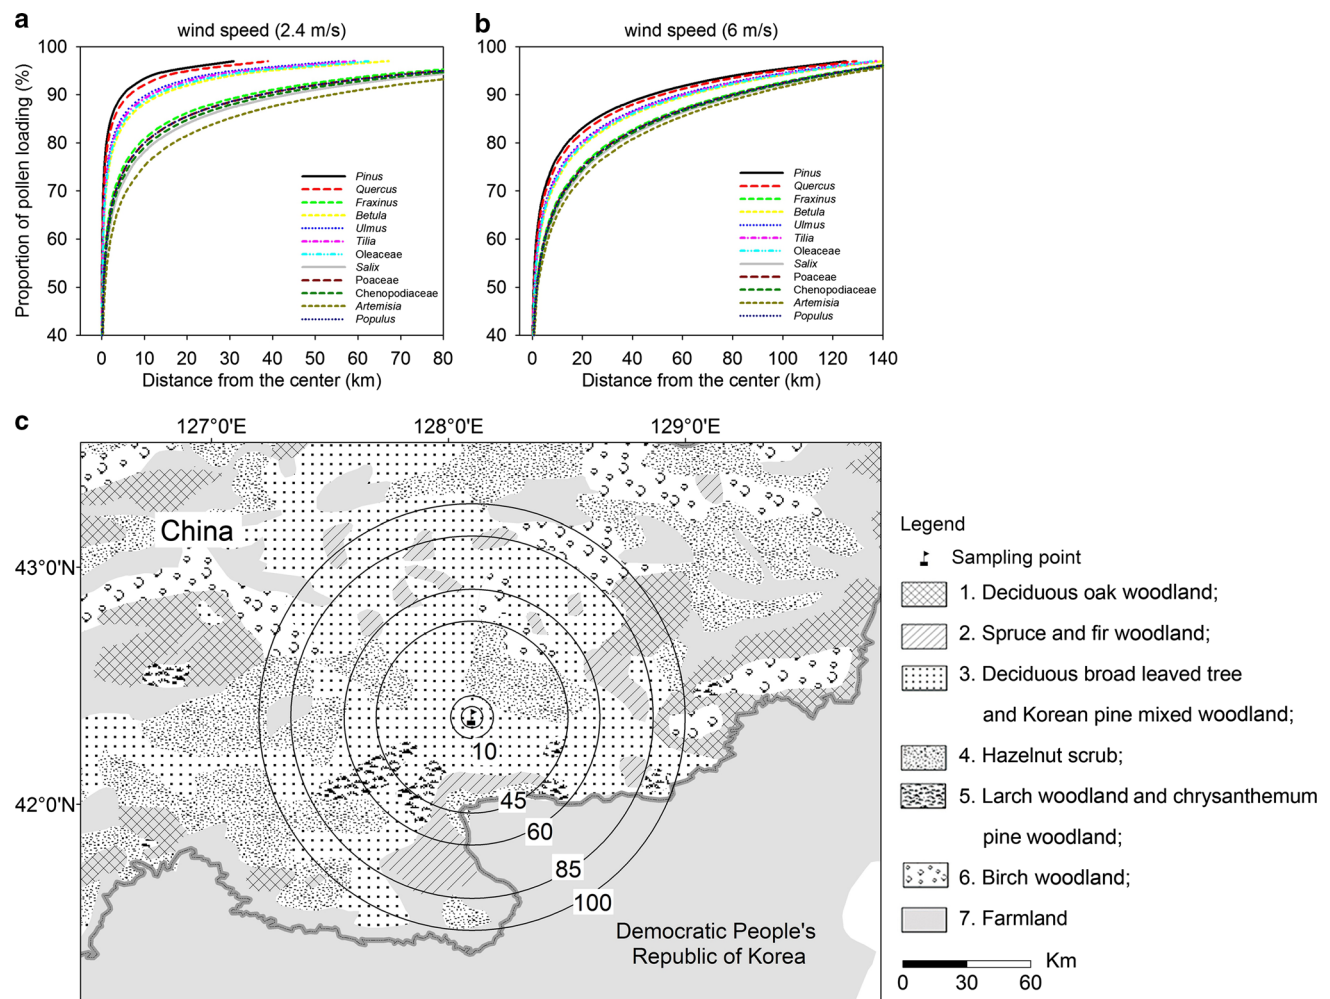 a
wind speed (2.4 m/s)
Proportion of pollen loading (%)
100
90
80
70
60
50
40
Pinus
Quercus
Fraxinus
Betula
Ulmus
Tilia
Oleaceae
Salix
Poaceae
Chenopodiaceae
Artemisia
Populus
0 10 20 30 40 50 60 70 80
Distance from the center (km)
b
wind speed (6 m/s)
100
90
80
70
60
50
40
Pinus
Quercus
Fraxinus
Betula
Ulmus
Tilia
Oleaceae
Salix
Poaceae
Chenopodiaceae
Artemisia
Populus
0 20 40 60 80 100 120 140
Distance from the center (km)
c
127°0'E 128°0'E 129°0'E
43°0'N
42°0'N
China
10
45
60
85
100
Democratic People's
Republic of Korea
Legend
Sampling point
1. Deciduous oak woodland;
2. Spruce and fir woodland;
3. Deciduous broad leaved tree
and Korean pine mixed woodland;
4. Hazelnut scrub;
5. Larch woodland and chrysanthemum
pine woodland;
6. Birch woodland;
7. Farmland
Km
0 30 60